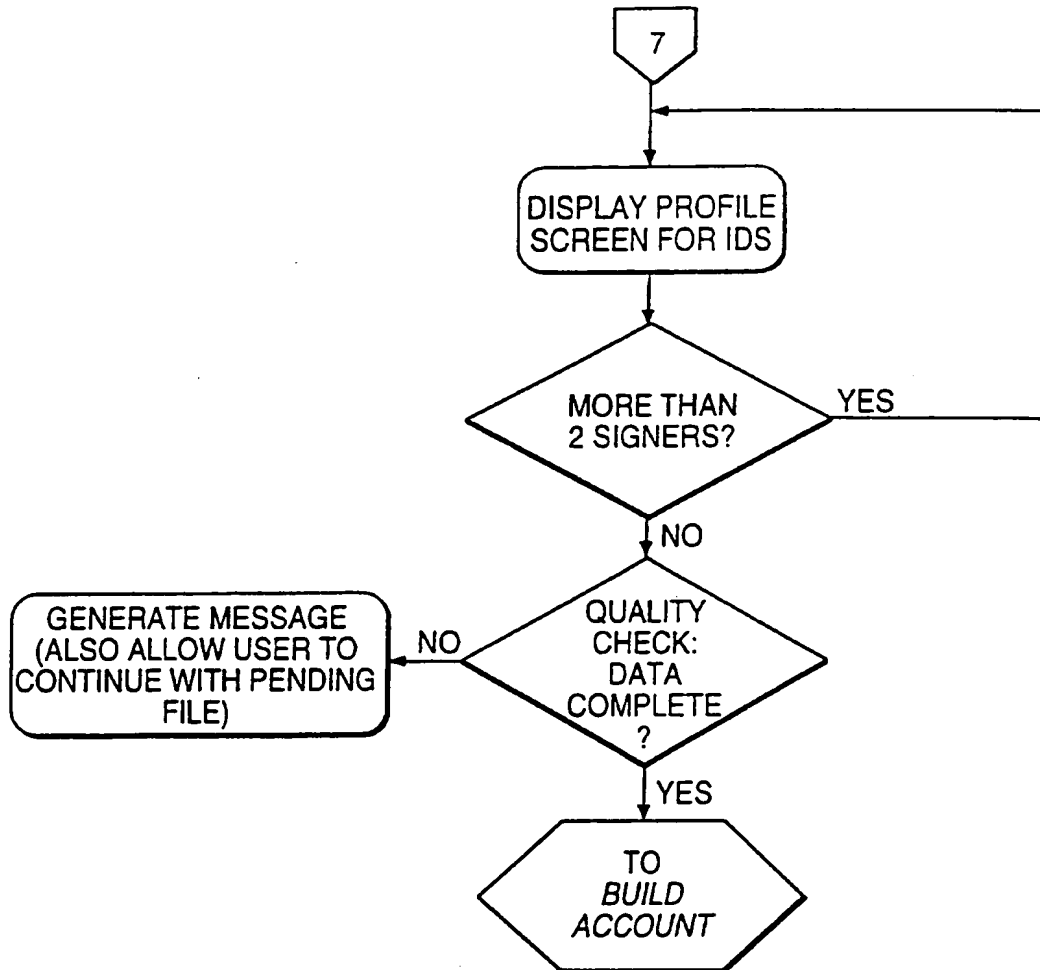 7
DISPLAY PROFILE
SCREEN FOR IDS
MORE THAN
2 SIGNERS?
YES
NO
QUALITY
CHECK:
DATA
COMPLETE
?
NO
GENERATE MESSAGE
(ALSO ALLOW USER TO
CONTINUE WITH PENDING
FILE)
YES
TO
BUILD
ACCOUNT